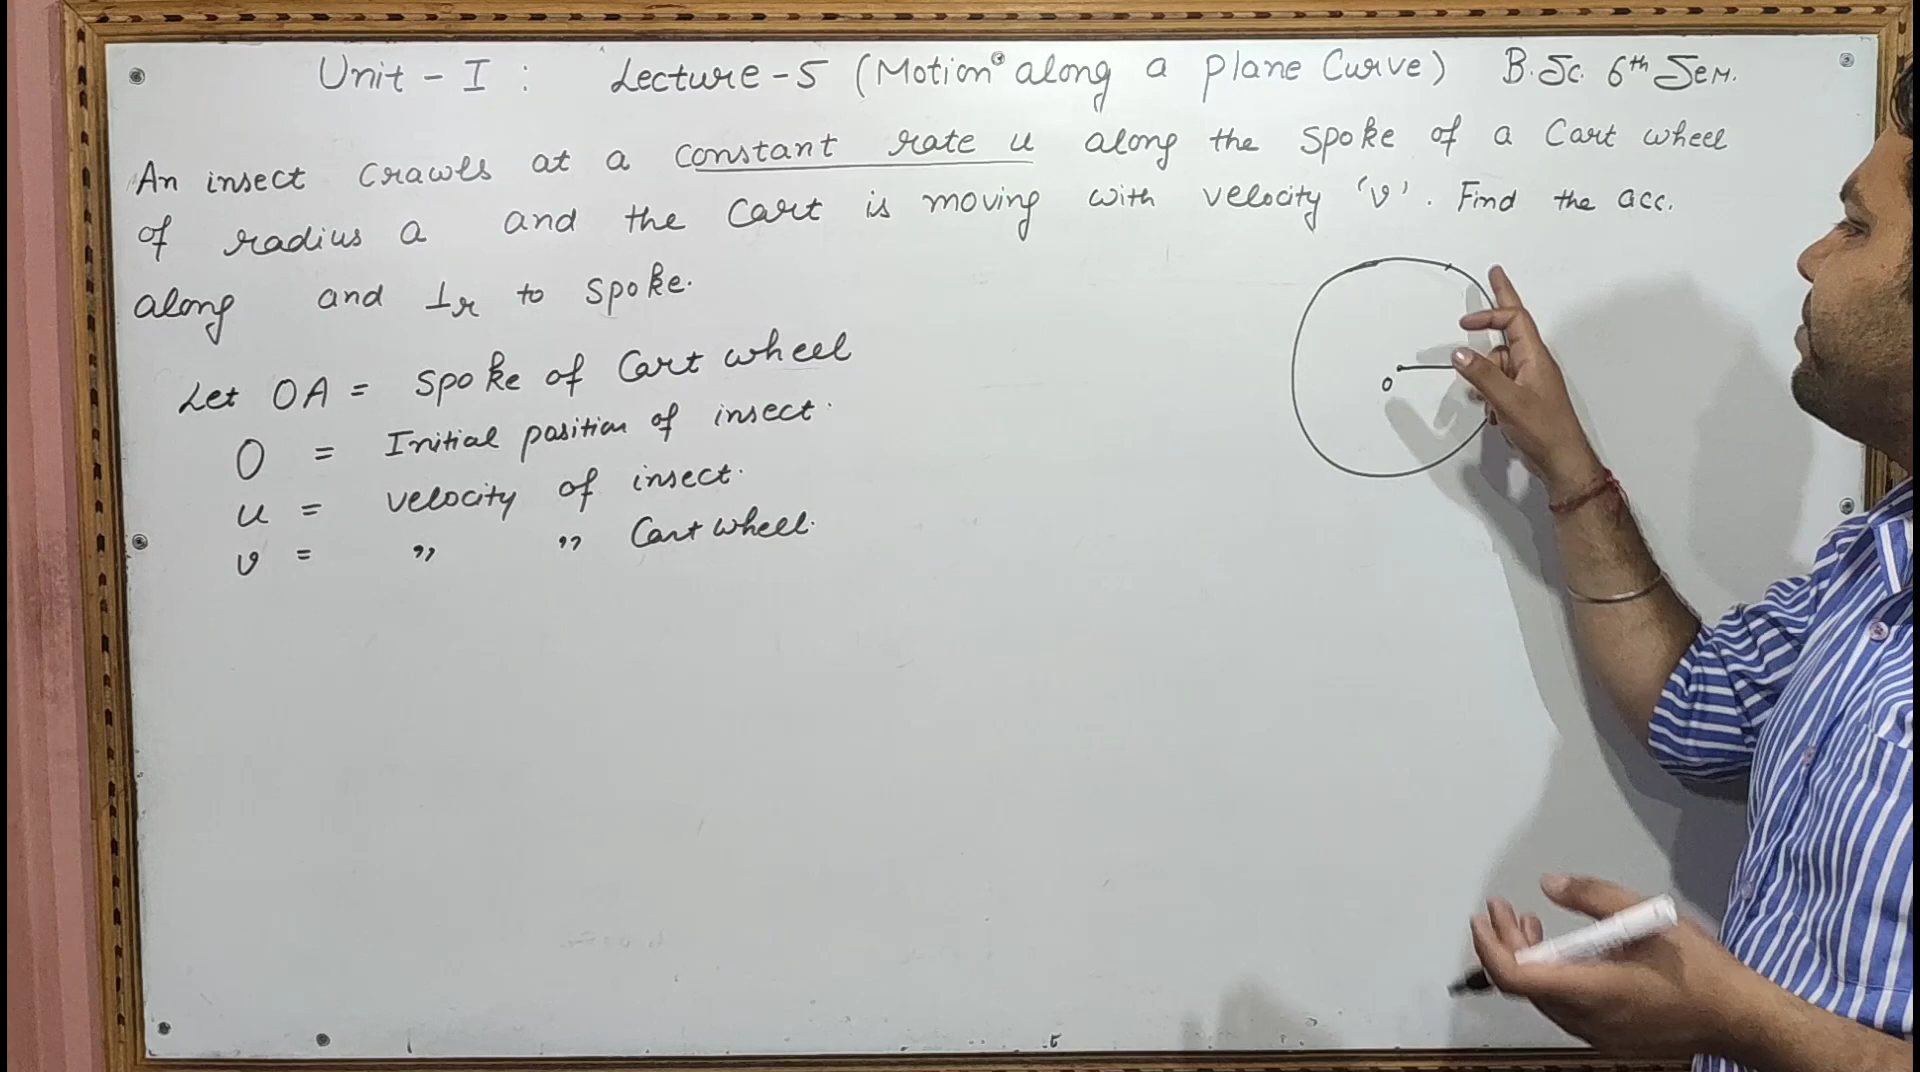 Unit - I : Lecture - 5 (Motion along a plane Curve) B.Sc. 6th Sem.
An insect crawls at a constant rate u along the spoke of a cart wheel
of radius a and the cart is moving with velocity 'v'. Find the acc.
along and ⊥r to spoke.
Let OA = spoke of cart wheel
O = Initial position of insect.
u = velocity of insect.
v = " " Cart wheel.
O